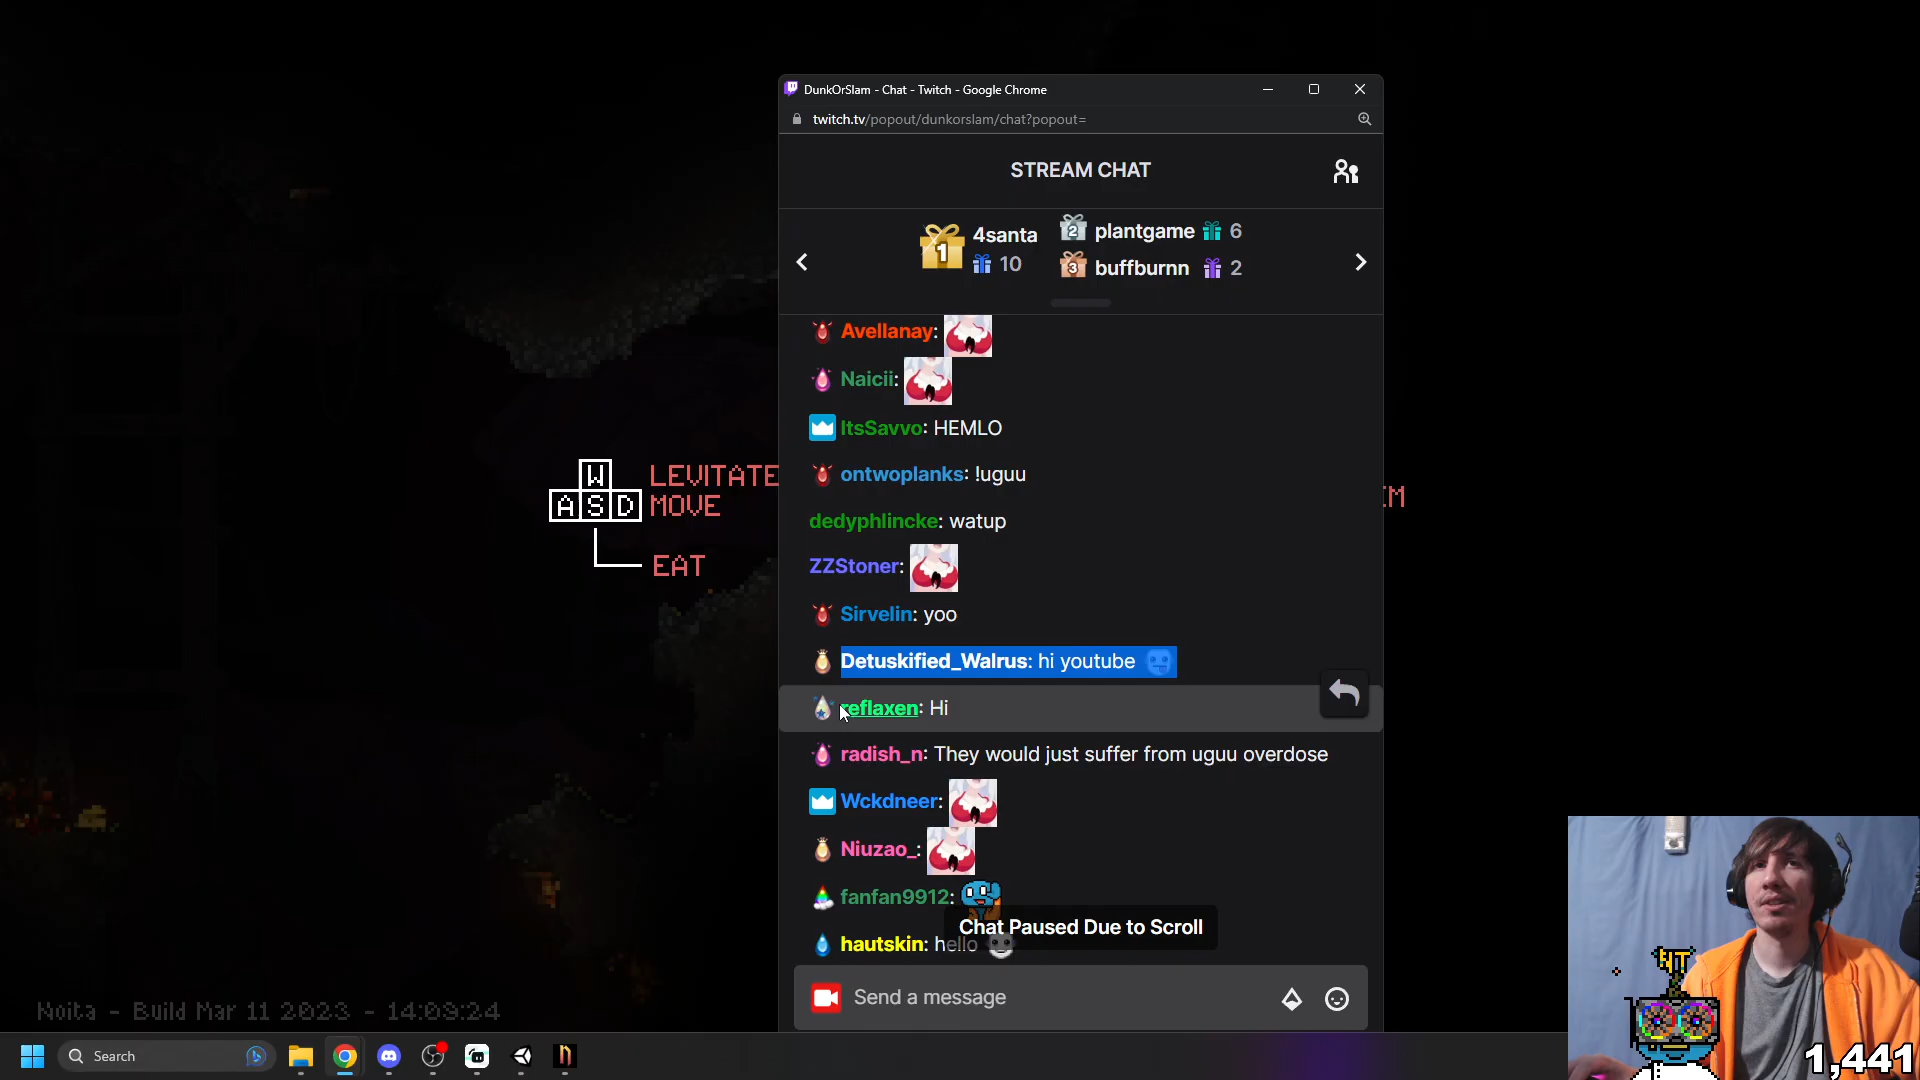 DunkOrSlam - Chat - Twitch - Google Chrome
twitch.tv/popout/dunkorslam/chat?popout=
STREAM CHAT
1 4santa 10
2 plantgame 6
3 buffburnn 2
Avellanay:
Naicii:
ItsSavvo: HEMLO
ontwoplanks: !uguu
dedyphlincke: watup
ZZStoner:
Sirvelin: yoo
Detuskified_Walrus: hi youtube
reflaxen: Hi
radish_n: They would just suffer from uguu overdose
Wckdneer:
Niuzao_:
fanfan9912:
Chat Paused Due to Scroll
hautskin: hello
Send a message
W LEVITATE
A S D MOVE
EAT
Noita - Build Mar 11 2023 - 14:09:24
Search
1,441